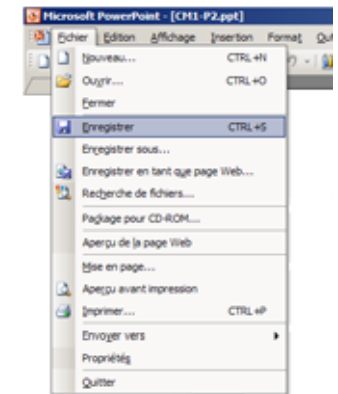 Microsoft PowerPoint - [CM1-P2.ppt]
Fichier Edition Affichage Insertion Format
Nouveau... CTRL+N
Ouvrir... CTRL+O
Fermer
Enregistrer CTRL+S
Enregistrer sous...
Enregistrer en tant que page Web...
Recherche de fichiers...
Package pour CD-ROM...
Aperçu de la page Web
Mise en page...
Aperçu avant impression
Imprimer... CTRL+P
Envoyer vers
Propriétés
Quitter